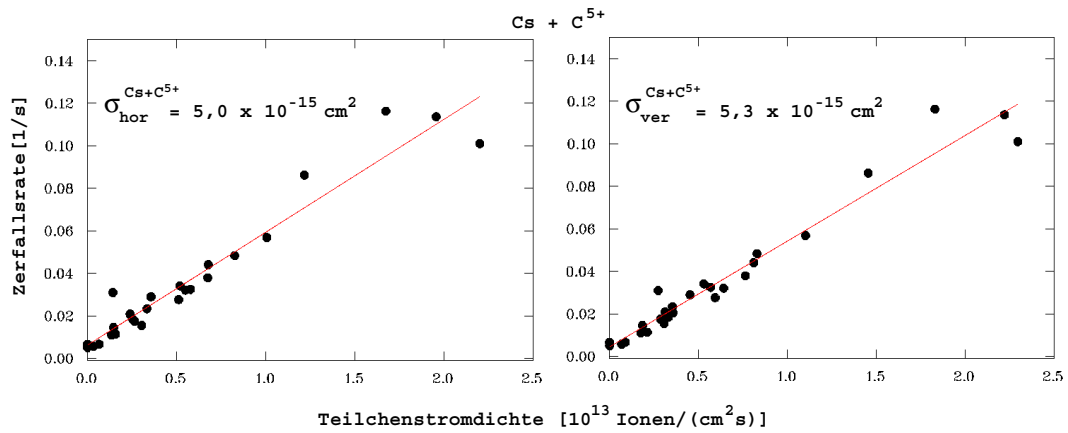 Cs + C⁵⁺
σ_hor^Cs+C⁵⁺ = 5,0 x 10⁻¹⁵ cm²
σ_ver^Cs+C⁵⁺ = 5,3 x 10⁻¹⁵ cm²
Zerfallsrate[1/s]
0.14
0.12
0.10
0.08
0.06
0.04
0.02
0.00
0.0 0.5 1.0 1.5 2.0 2.5
0.14
0.12
0.10
0.08
0.06
0.04
0.02
0.00
0.0 0.5 1.0 1.5 2.0 2.5
Teilchenstromdichte [10¹³ Ionen/(cm²s)]